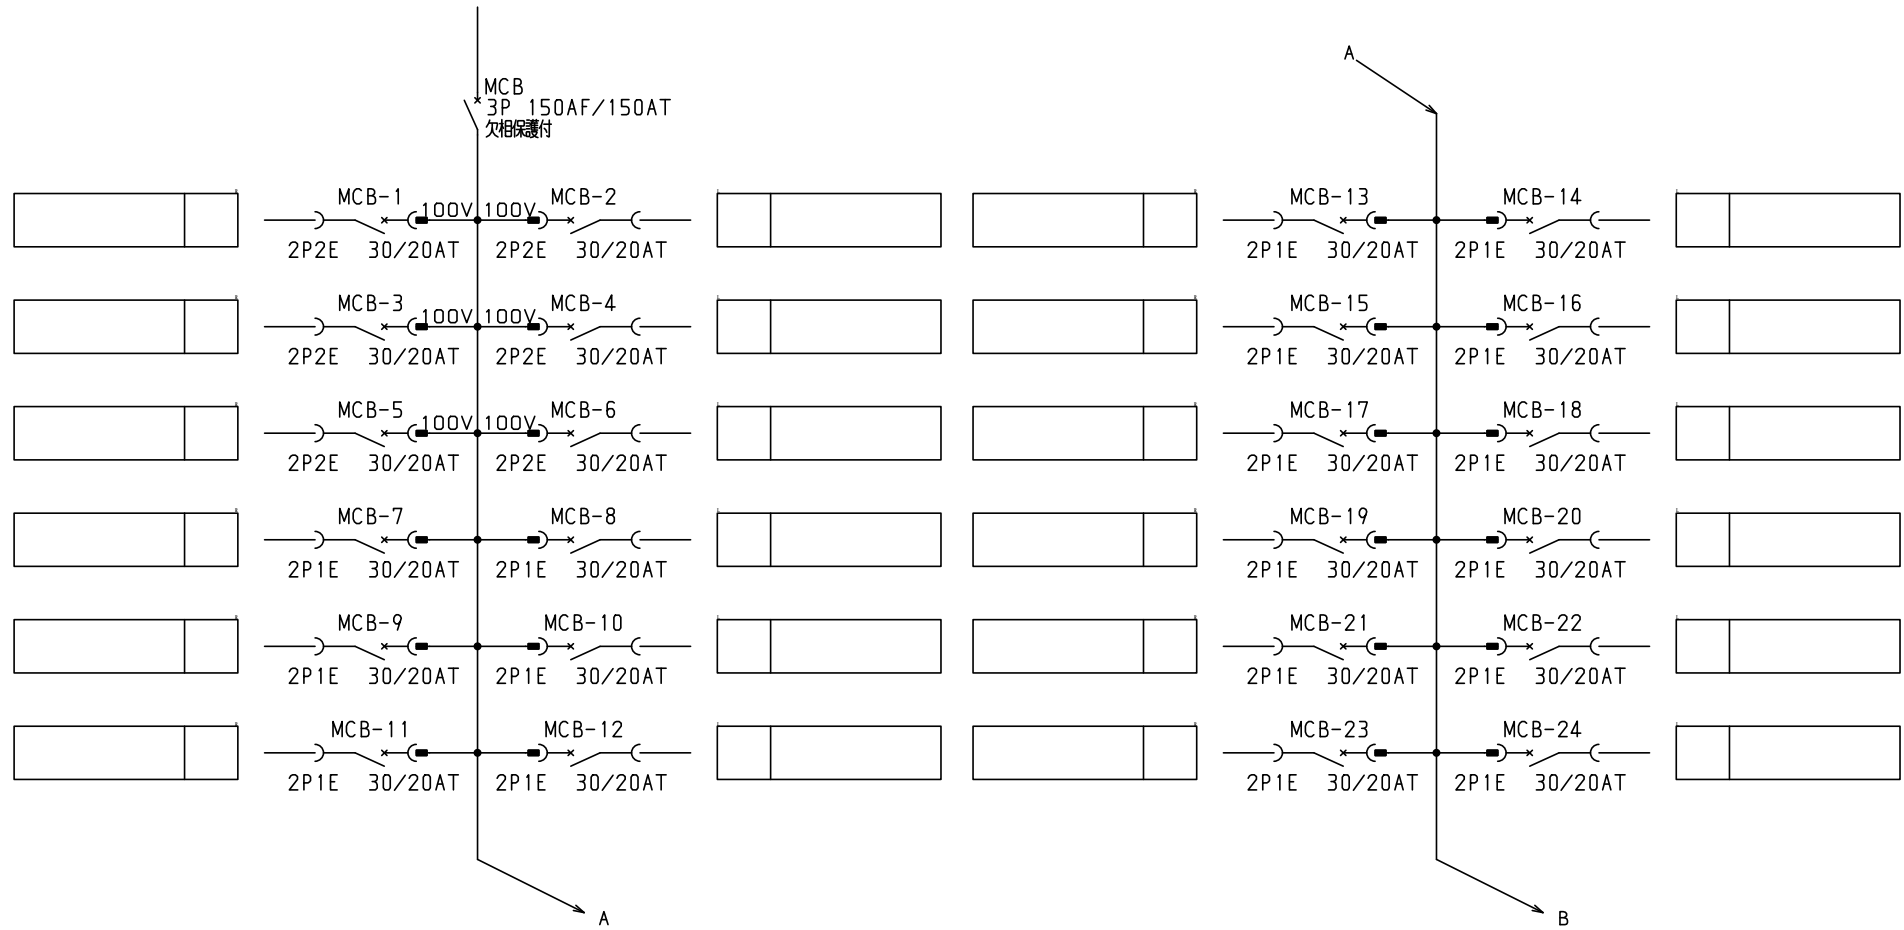 MCB
3P 150AF/150AT
欠相保護付
MCB-1 100V 100V MCB-2
2P2E 30/20AT 2P2E 30/20AT
MCB-3 100V 100V MCB-4
2P2E 30/20AT 2P2E 30/20AT
MCB-5 100V 100V MCB-6
2P2E 30/20AT 2P2E 30/20AT
MCB-7 MCB-8
2P1E 30/20AT 2P1E 30/20AT
MCB-9 MCB-10
2P1E 30/20AT 2P1E 30/20AT
MCB-11 MCB-12
2P1E 30/20AT 2P1E 30/20AT
A
A
MCB-13 MCB-14
2P1E 30/20AT 2P1E 30/20AT
MCB-15 MCB-16
2P1E 30/20AT 2P1E 30/20AT
MCB-17 MCB-18
2P1E 30/20AT 2P1E 30/20AT
MCB-19 MCB-20
2P1E 30/20AT 2P1E 30/20AT
MCB-21 MCB-22
2P1E 30/20AT 2P1E 30/20AT
MCB-23 MCB-24
2P1E 30/20AT 2P1E 30/20AT
B